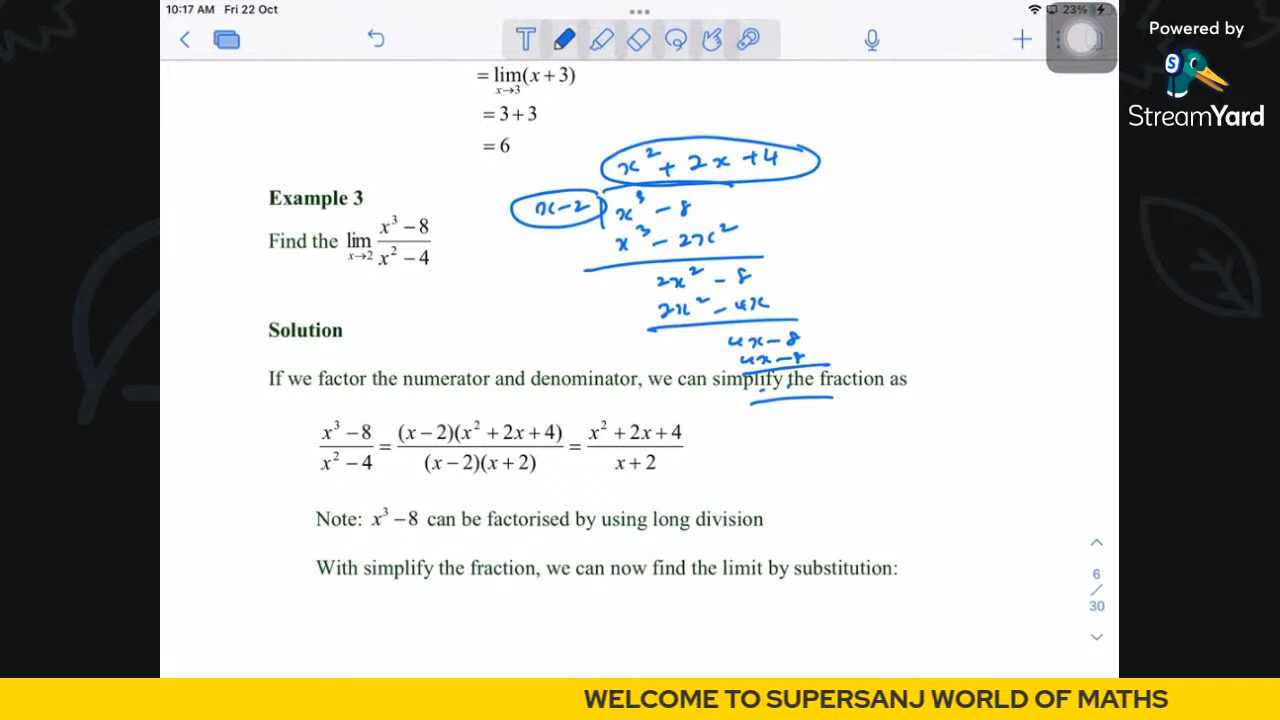 10:17 AM Fri 22 Oct
23%
Powered by
S
StreamYard
= lim(x+3)
x→3
= 3+3
= 6
x² + 2x + 4
Example 3
x-2 x³ - 8
Find the lim x³ − 8
x→2 x² − 4
x³ - 2x²
2x² - 8
2x² - 4x
4x - 8
4x - 8
Solution
If we factor the numerator and denominator, we can simplify the fraction as
x³ − 8 = (x − 2)(x² + 2x + 4) = x² + 2x + 4
x² − 4 (x − 2)(x + 2) x + 2
Note: x³ − 8 can be factorised by using long division
With simplify the fraction, we can now find the limit by substitution:
6
/
30
WELCOME TO SUPERSANJ WORLD OF MATHS